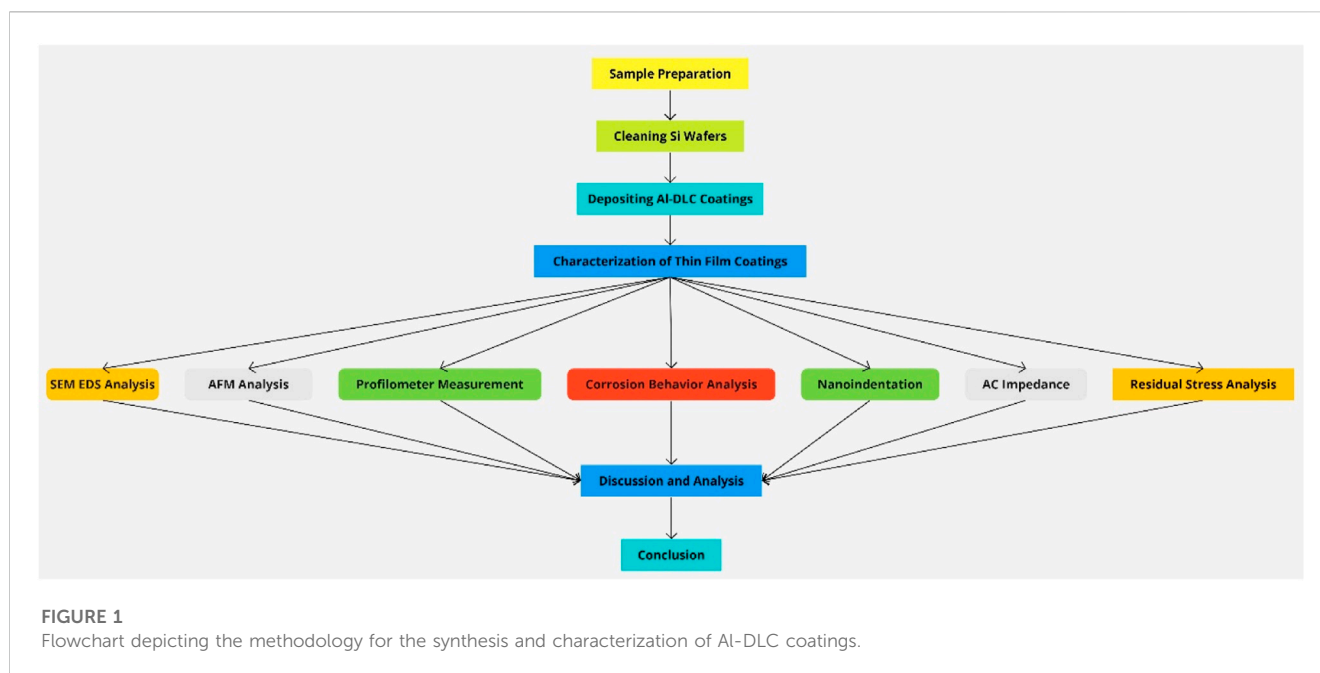 Sample Preparation
Cleaning Si Wafers
Depositing Al-DLC Coatings
Characterization of Thin Film Coatings
SEM EDS Analysis
AFM Analysis
Profilometer Measurement
Corrosion Behavior Analysis
Nanoindentation
AC Impedance
Residual Stress Analysis
Discussion and Analysis
Conclusion
FIGURE 1
Flowchart depicting the methodology for the synthesis and characterization of Al-DLC coatings.